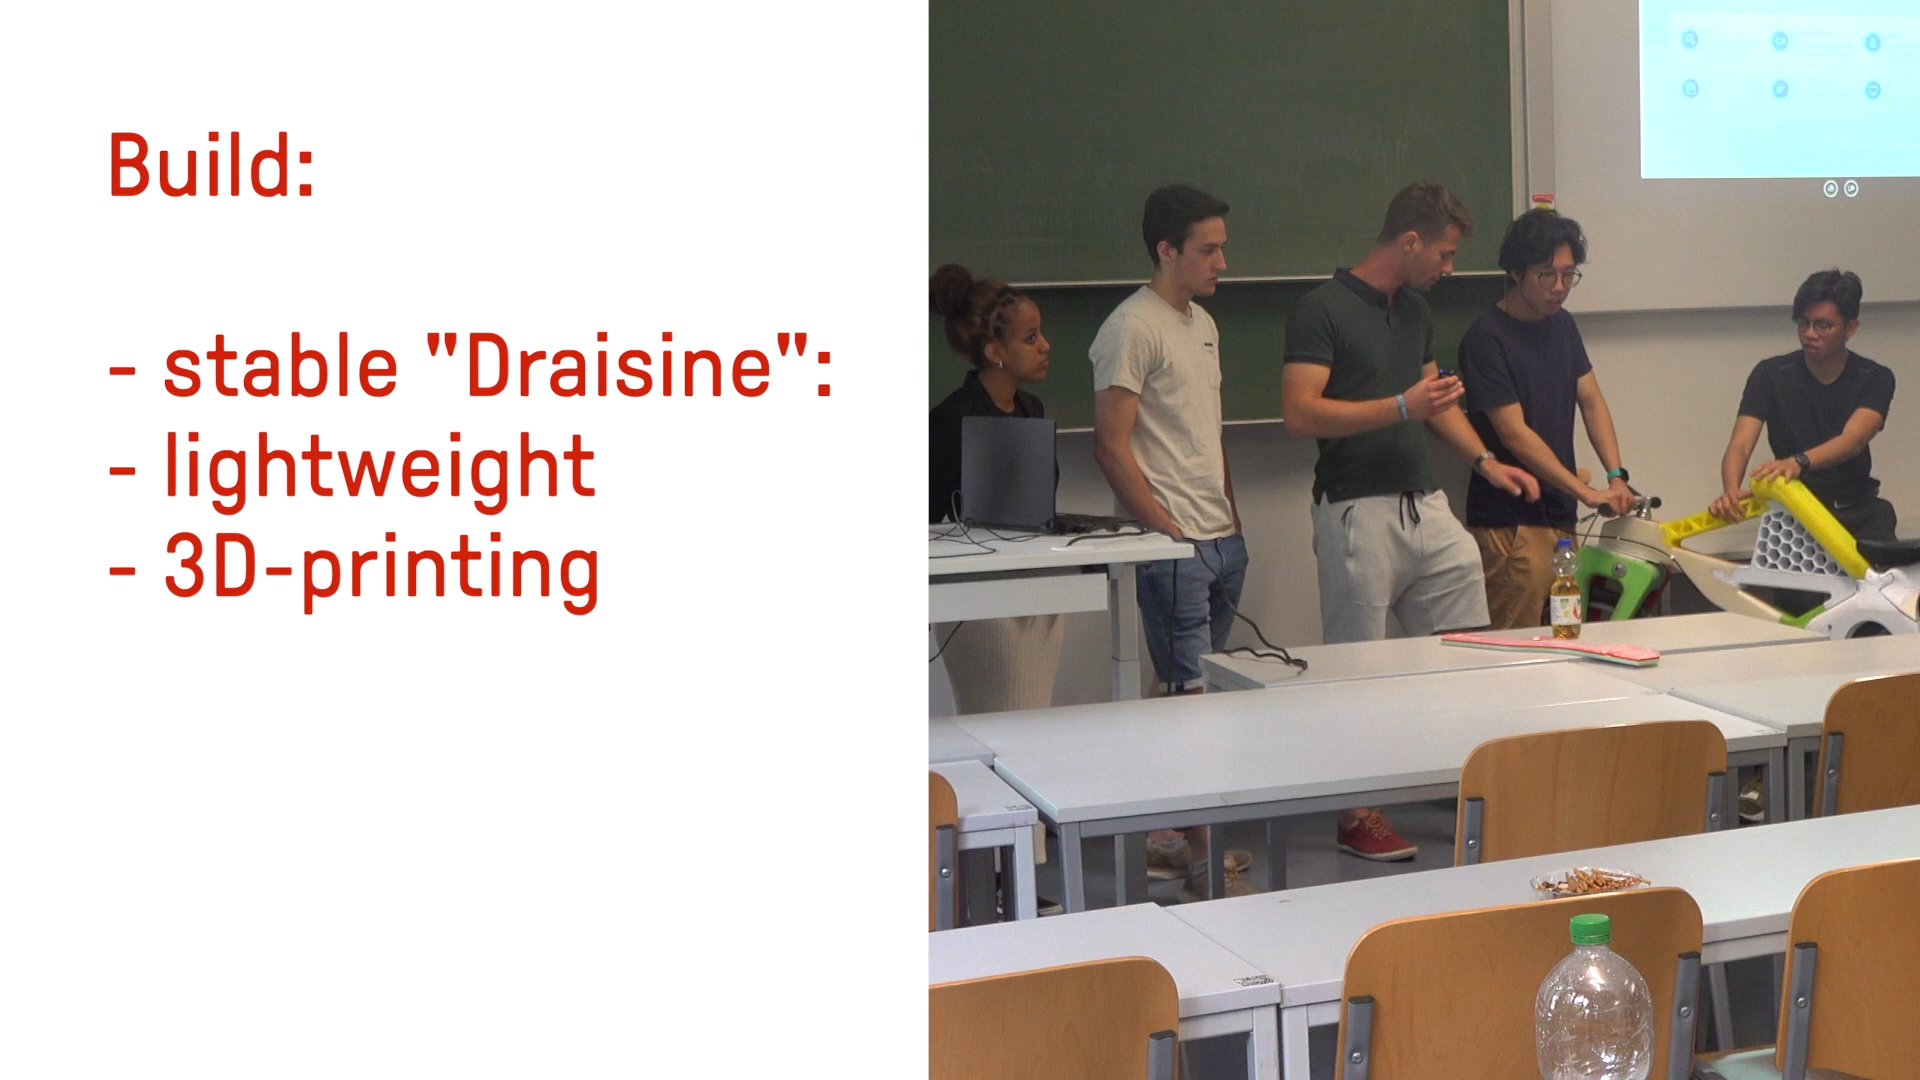 Build:
- stable "Draisine":
- lightweight
- 3D-printing